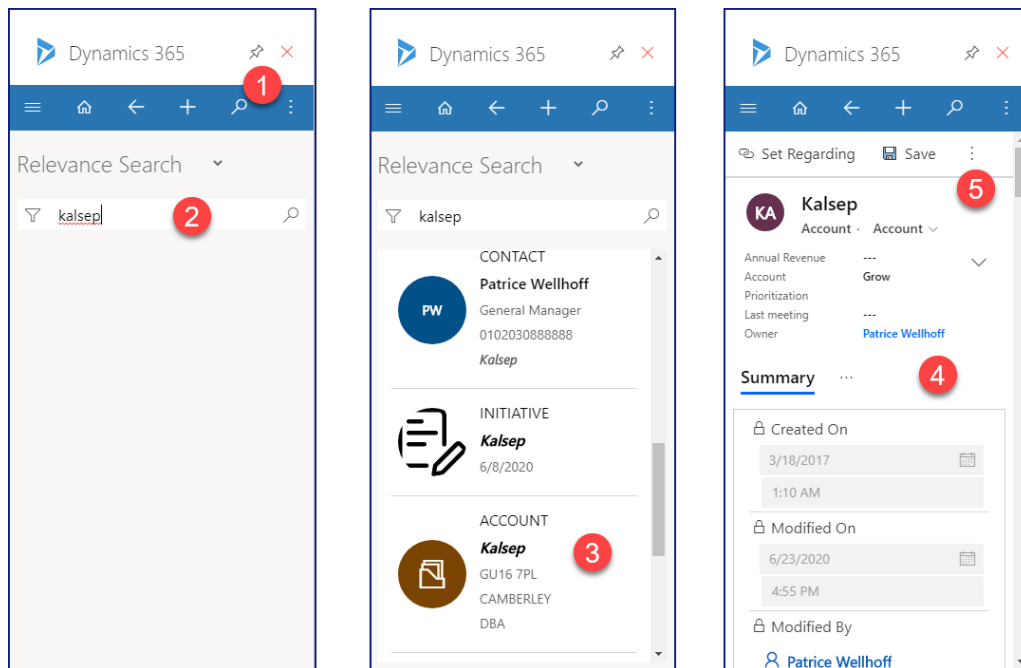 Dynamics 365
1
Relevance Search
kalsep
2
Dynamics 365
Relevance Search
kalsep
CONTACT
PW
Patrice Wellhoff
General Manager
0102030888888
Kalsep
INITIATIVE
Kalsep
6/8/2020
ACCOUNT
Kalsep
3
GU16 7PL
CAMBERLEY
DBA
Dynamics 365
Set Regarding Save
5
KA Kalsep
Account · Account
Annual Revenue ---
Account Prioritization Grow
Last meeting ---
Owner Patrice Wellhoff
4
Summary ...
Created On
3/18/2017
1:10 AM
Modified On
6/23/2020
4:55 PM
Modified By
Patrice Wellhoff